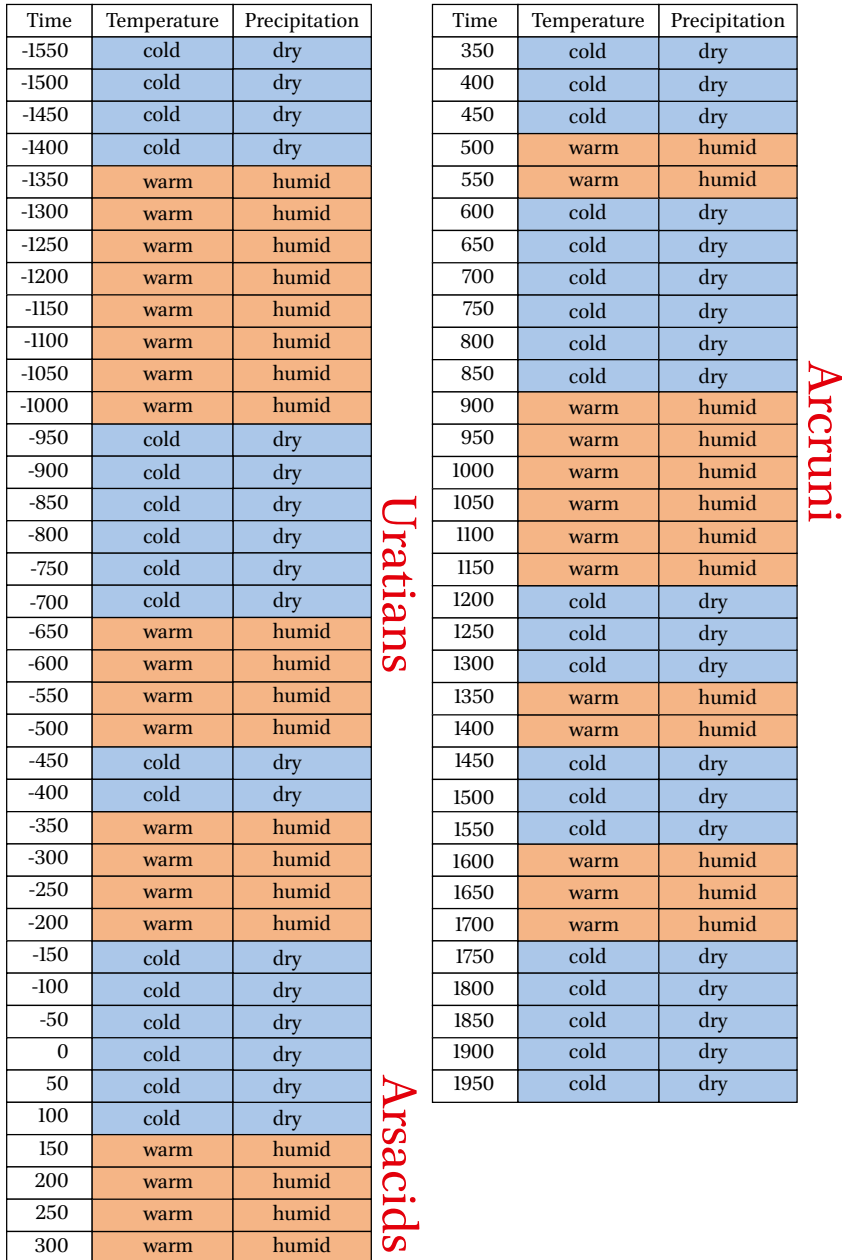 Time Temperature Precipitation
-1550 cold dry
-1500 cold dry
-1450 cold dry
-1400 cold dry
-1350 warm humid
-1300 warm humid
-1250 warm humid
-1200 warm humid
-1150 warm humid
-1100 warm humid
-1050 warm humid
-1000 warm humid
-950 cold dry
-900 cold dry
-850 cold dry
-800 cold dry
-750 cold dry
-700 cold dry
-650 warm humid
-600 warm humid
-550 warm humid
-500 warm humid
-450 cold dry
-400 cold dry
-350 warm humid
-300 warm humid
-250 warm humid
-200 warm humid
-150 cold dry
-100 cold dry
-50 cold dry
0 cold dry
50 cold dry
100 cold dry
150 warm humid
200 warm humid
250 warm humid
300 warm humid
Uratians
Arsacids
Time Temperature Precipitation
350 cold dry
400 cold dry
450 cold dry
500 warm humid
550 warm humid
600 cold dry
650 cold dry
700 cold dry
750 cold dry
800 cold dry
850 cold dry
900 warm humid
950 warm humid
1000 warm humid
1050 warm humid
1100 warm humid
1150 warm humid
1200 cold dry
1250 cold dry
1300 cold dry
1350 warm humid
1400 warm humid
1450 cold dry
1500 cold dry
1550 cold dry
1600 warm humid
1650 warm humid
1700 warm humid
1750 cold dry
1800 cold dry
1850 cold dry
1900 cold dry
1950 cold dry
Arcruni